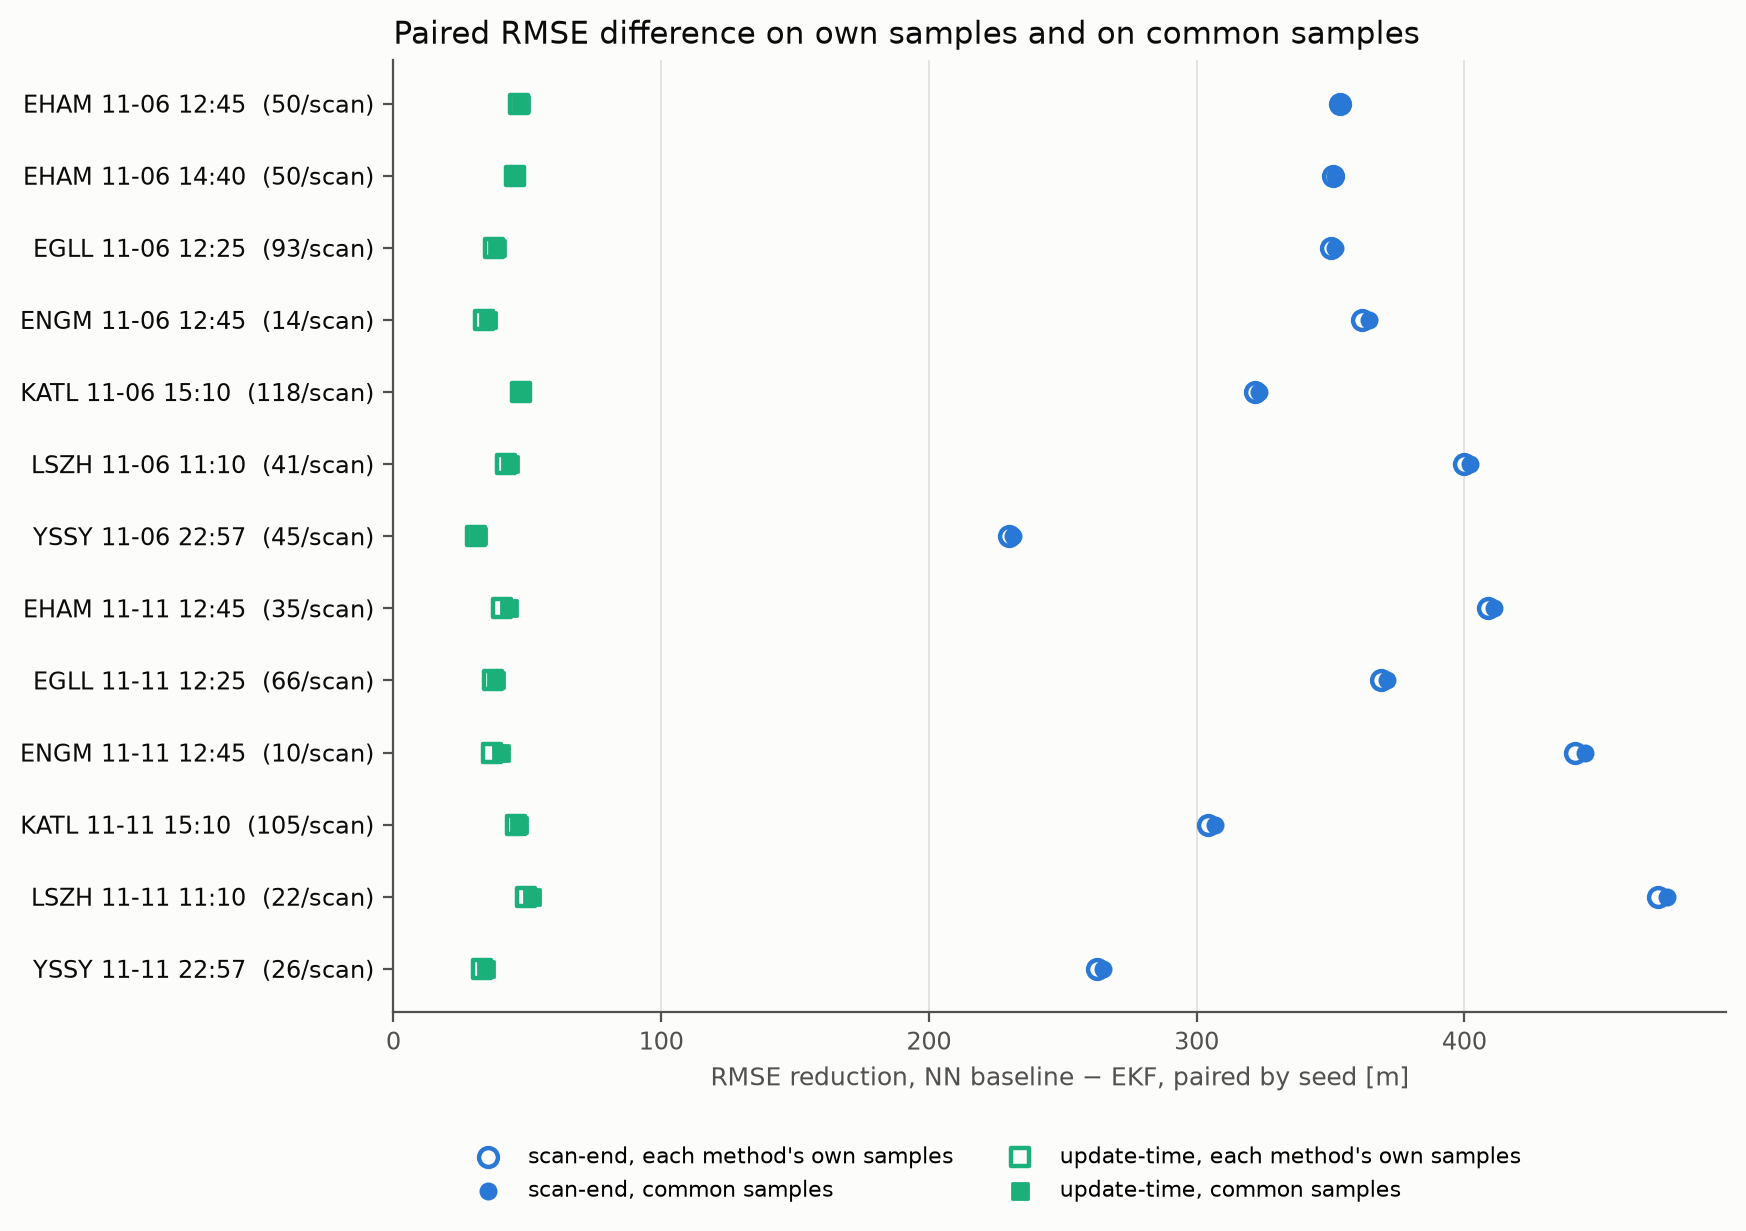 Paired RMSE difference on own samples and on common samples
EHAM 11-06 12:45 (50/scan)
EHAM 11-06 14:40 (50/scan)
EGLL 11-06 12:25 (93/scan)
ENGM 11-06 12:45 (14/scan)
KATL 11-06 15:10 (118/scan)
LSZH 11-06 11:10 (41/scan)
YSSY 11-06 22:57 (45/scan)
EHAM 11-11 12:45 (35/scan)
EGLL 11-11 12:25 (66/scan)
ENGM 11-11 12:45 (10/scan)
KATL 11-11 15:10 (105/scan)
LSZH 11-11 11:10 (22/scan)
YSSY 11-11 22:57 (26/scan)
0 100 200 300 400
RMSE reduction, NN baseline − EKF, paired by seed [m]
scan-end, each method's own samples
scan-end, common samples
update-time, each method's own samples
update-time, common samples